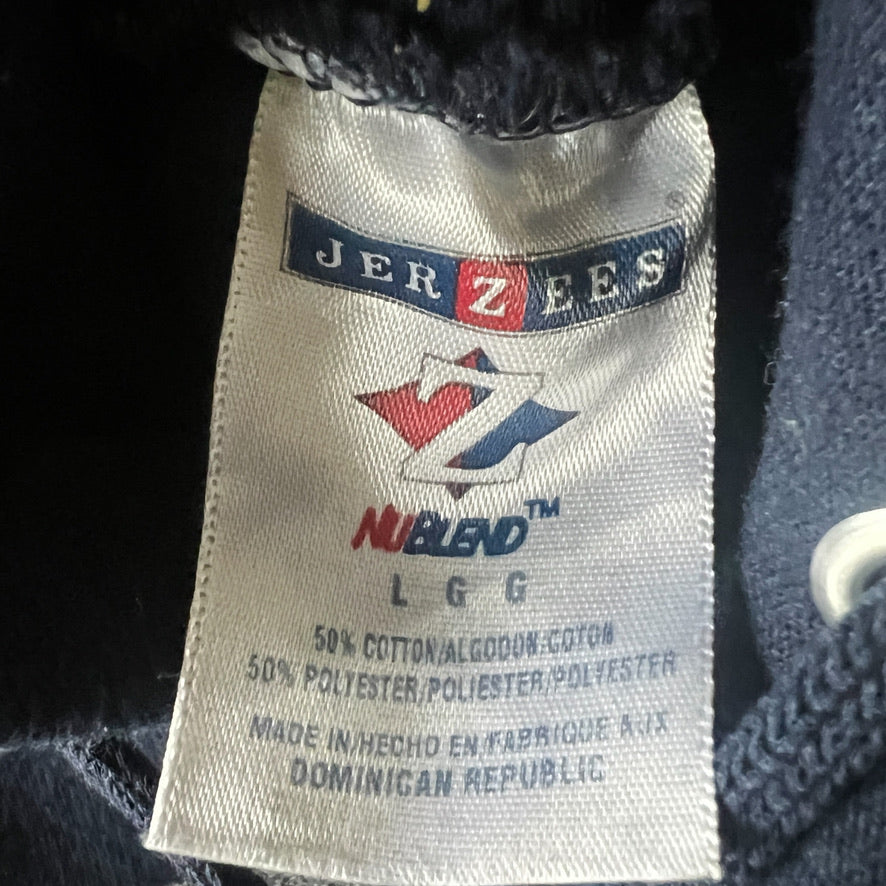 JERZEES
®
Z
NUBLEND™
L G G
50% COTTON/ALGODON/COTON
50% POLYESTER/POLIESTER/POLYESTER
MADE IN/HECHO EN/FABRIQUE AUX
DOMINICAN REPUBLIC